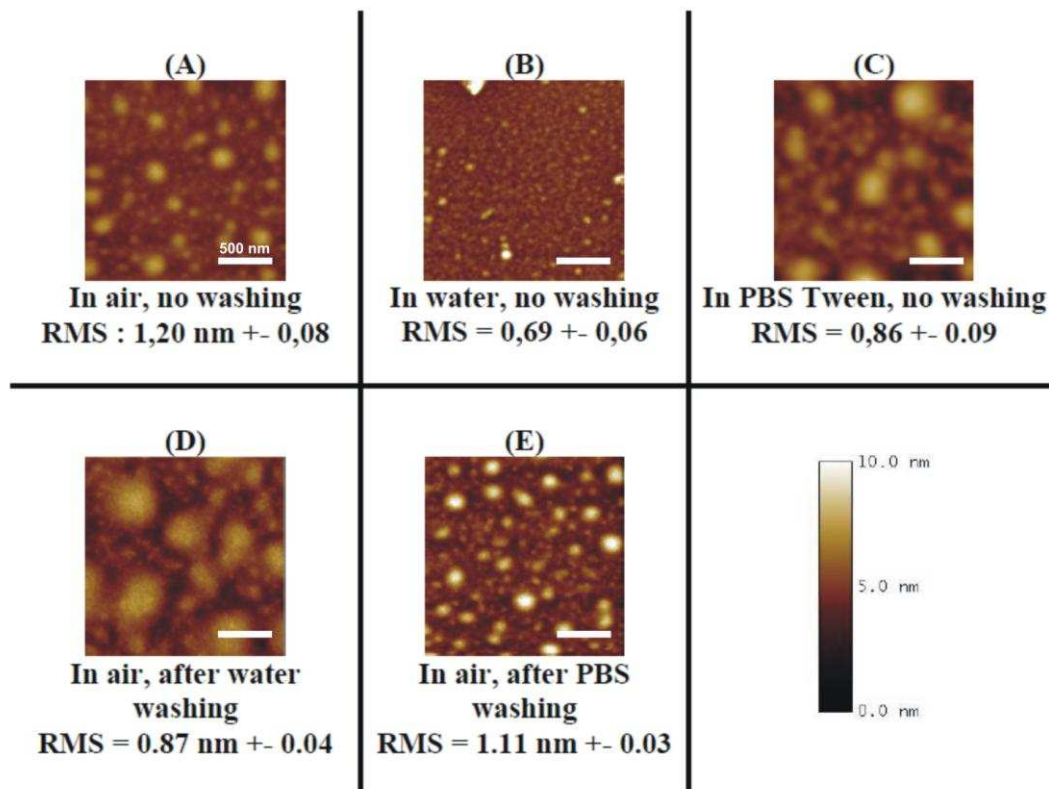 (A)
500 nm
In air, no washing
RMS : 1,20 nm +- 0,08
(B)
In water, no washing
RMS = 0,69 +- 0,06
(C)
In PBS Tween, no washing
RMS = 0,86 +- 0.09
(D)
In air, after water
washing
RMS = 0.87 nm +- 0.04
(E)
In air, after PBS
washing
RMS = 1.11 nm +- 0.03
10.0 nm
5.0 nm
0.0 nm